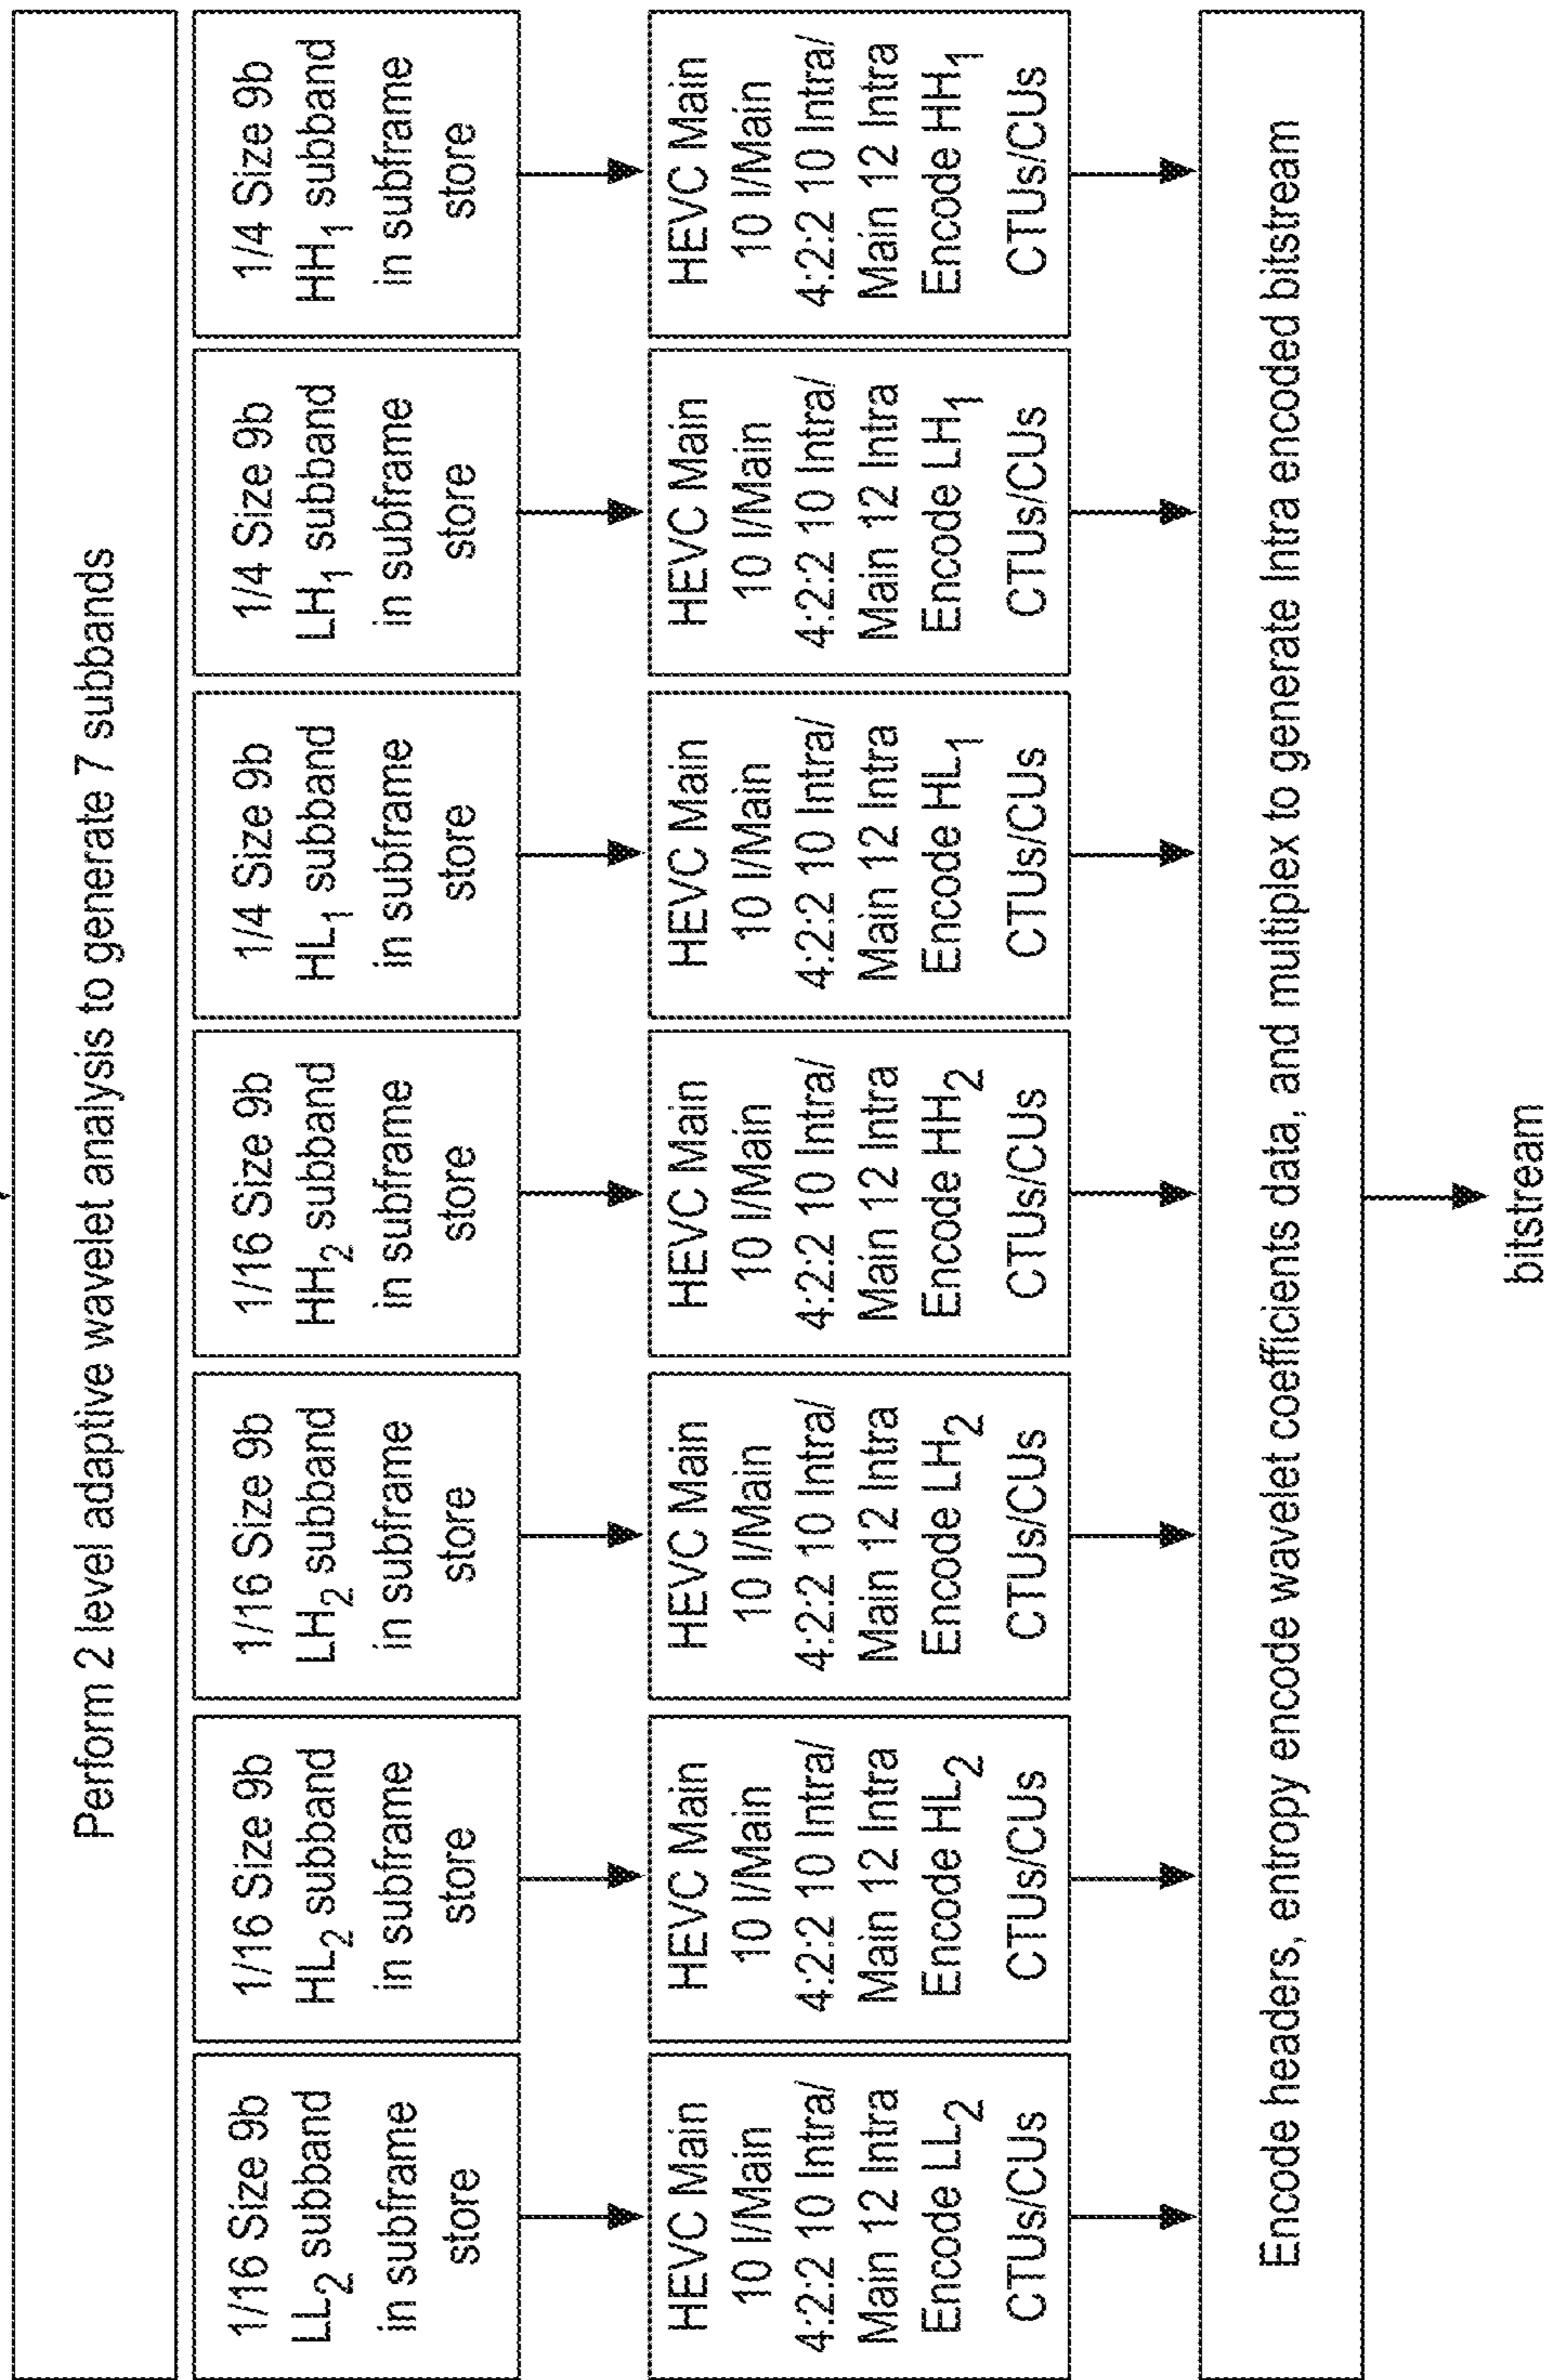 Perform 2 level adaptive wavelet analysis to generate 7 subbands
1/16 Size 9b
LL2 subband
in subframe
store
1/16 Size 9b
HL2 subband
in subframe
store
1/16 Size 9b
LH2 subband
in subframe
store
1/16 Size 9b
HH2 subband
in subframe
store
1/4 Size 9b
HL1 subband
in subframe
store
1/4 Size 9b
LH1 subband
in subframe
store
1/4 Size 9b
HH1 subband
in subframe
store
HEVC Main
10 I/Main
4:2:2 10 Intra/
Main 12 Intra
Encode LL2
CTUs/CUs
HEVC Main
10 I/Main
4:2:2 10 Intra/
Main 12 Intra
Encode HL2
CTUs/CUs
HEVC Main
10 I/Main
4:2:2 10 Intra/
Main 12 Intra
Encode LH2
CTUs/CUs
HEVC Main
10 I/Main
4:2:2 10 Intra/
Main 12 Intra
Encode HH2
CTUs/CUs
HEVC Main
10 I/Main
4:2:2 10 Intra/
Main 12 Intra
Encode HL1
CTUs/CUs
HEVC Main
10 I/Main
4:2:2 10 Intra/
Main 12 Intra
Encode LH1
CTUs/CUs
HEVC Main
10 I/Main
4:2:2 10 Intra/
Main 12 Intra
Encode HH1
CTUs/CUs
Encode headers, entropy encode wavelet coefficients data, and multiplex to generate Intra encoded bitstream
bitstream